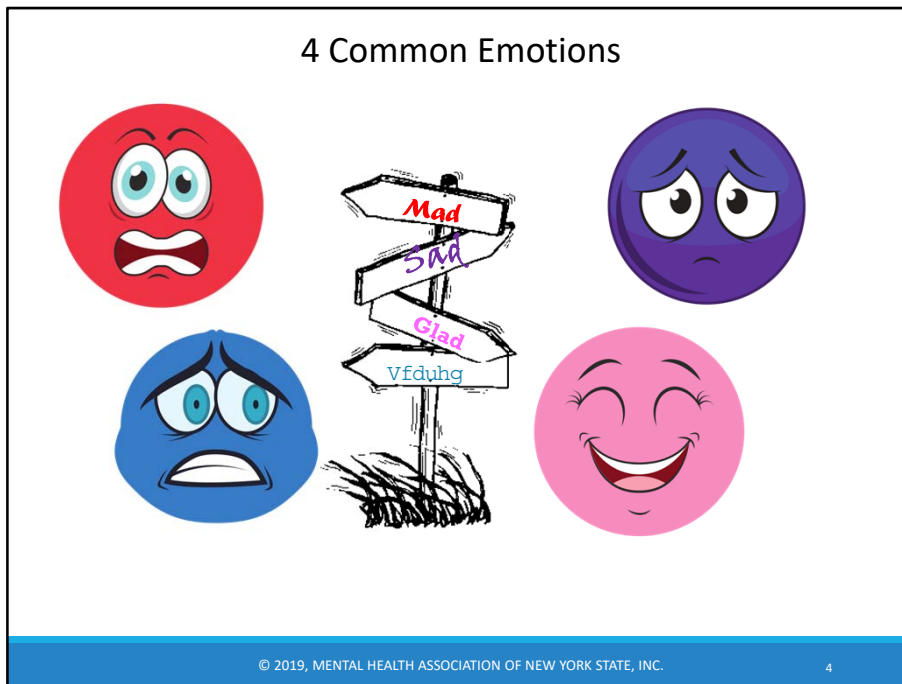 4 Common Emotions
Mad
Sad
Glad
Vfduhg
© 2019, MENTAL HEALTH ASSOCIATION OF NEW YORK STATE, INC.
4